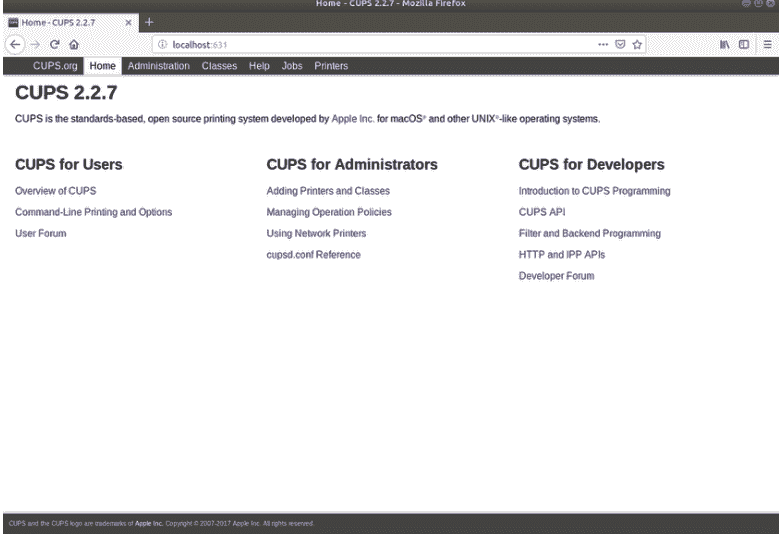 Home - CUPS 2.2.7 - Mozilla Firefox
Home - CUPS 2.2.7
localhost:631
CUPS.org Home Administration Classes Help Jobs Printers
CUPS 2.2.7
CUPS is the standards-based, open source printing system developed by Apple Inc. for macOS® and other UNIX®-like operating systems.
CUPS for Users
Overview of CUPS
Command-Line Printing and Options
User Forum
CUPS for Administrators
Adding Printers and Classes
Managing Operation Policies
Using Network Printers
cupsd.conf Reference
CUPS for Developers
Introduction to CUPS Programming
CUPS API
Filter and Backend Programming
HTTP and IPP APIs
Developer Forum
CUPS and the CUPS logo are trademarks of Apple Inc. Copyright © 2007-2017 Apple Inc. All rights reserved.